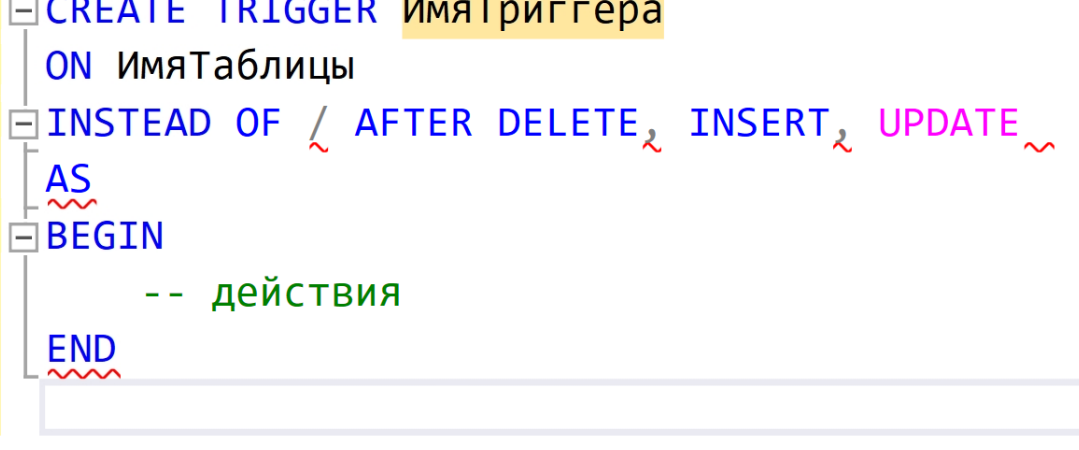 CREATE TRIGGER ИмяТриггера
ON ИмяТаблицы
INSTEAD OF / AFTER DELETE, INSERT, UPDATE
AS
BEGIN
-- действия
END